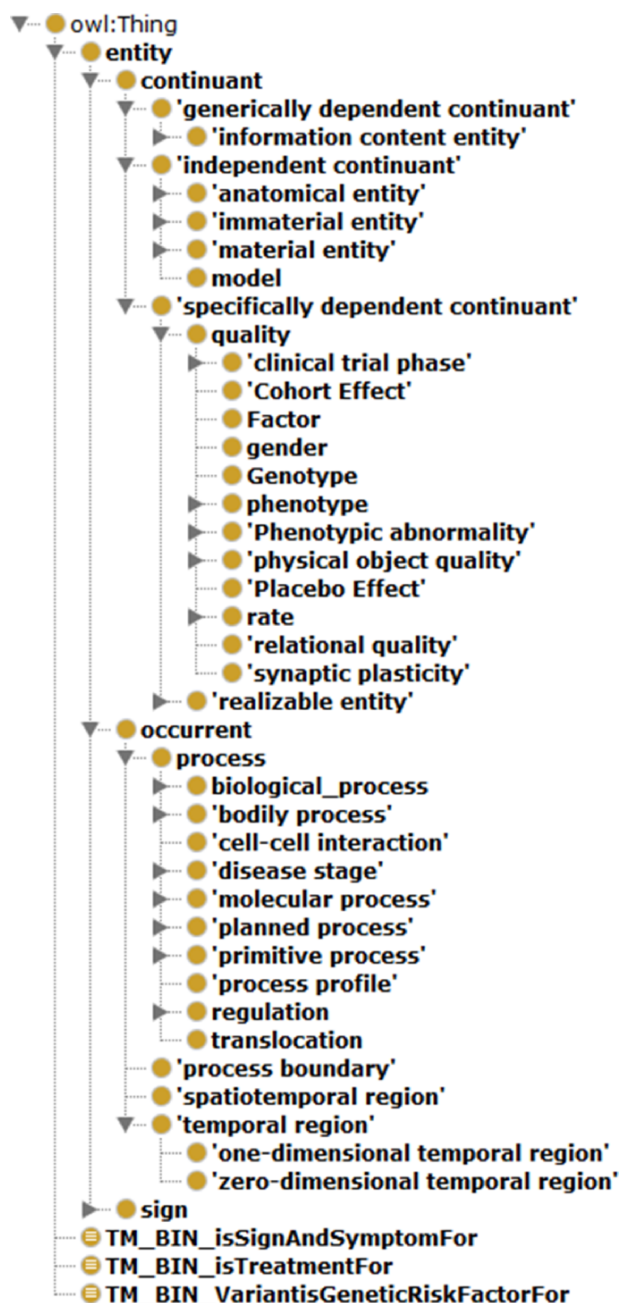 owl:Thing
entity
continuant
'generically dependent continuant'
'information content entity'
'independent continuant'
'anatomical entity'
'immaterial entity'
'material entity'
model
'specifically dependent continuant'
quality
'clinical trial phase'
'Cohort Effect'
Factor
gender
Genotype
phenotype
'Phenotypic abnormality'
'physical object quality'
'Placebo Effect'
rate
'relational quality'
'synaptic plasticity'
'realizable entity'
occurrent
process
biological_process
'bodily process'
'cell-cell interaction'
'disease stage'
'molecular process'
'planned process'
'primitive process'
'process profile'
regulation
translocation
'process boundary'
'spatiotemporal region'
'temporal region'
'one-dimensional temporal region'
'zero-dimensional temporal region'
sign
TM_BIN_isSignAndSymptomFor
TM_BIN_isTreatmentFor
TM_BIN_VariantisGeneticRiskFactorFor